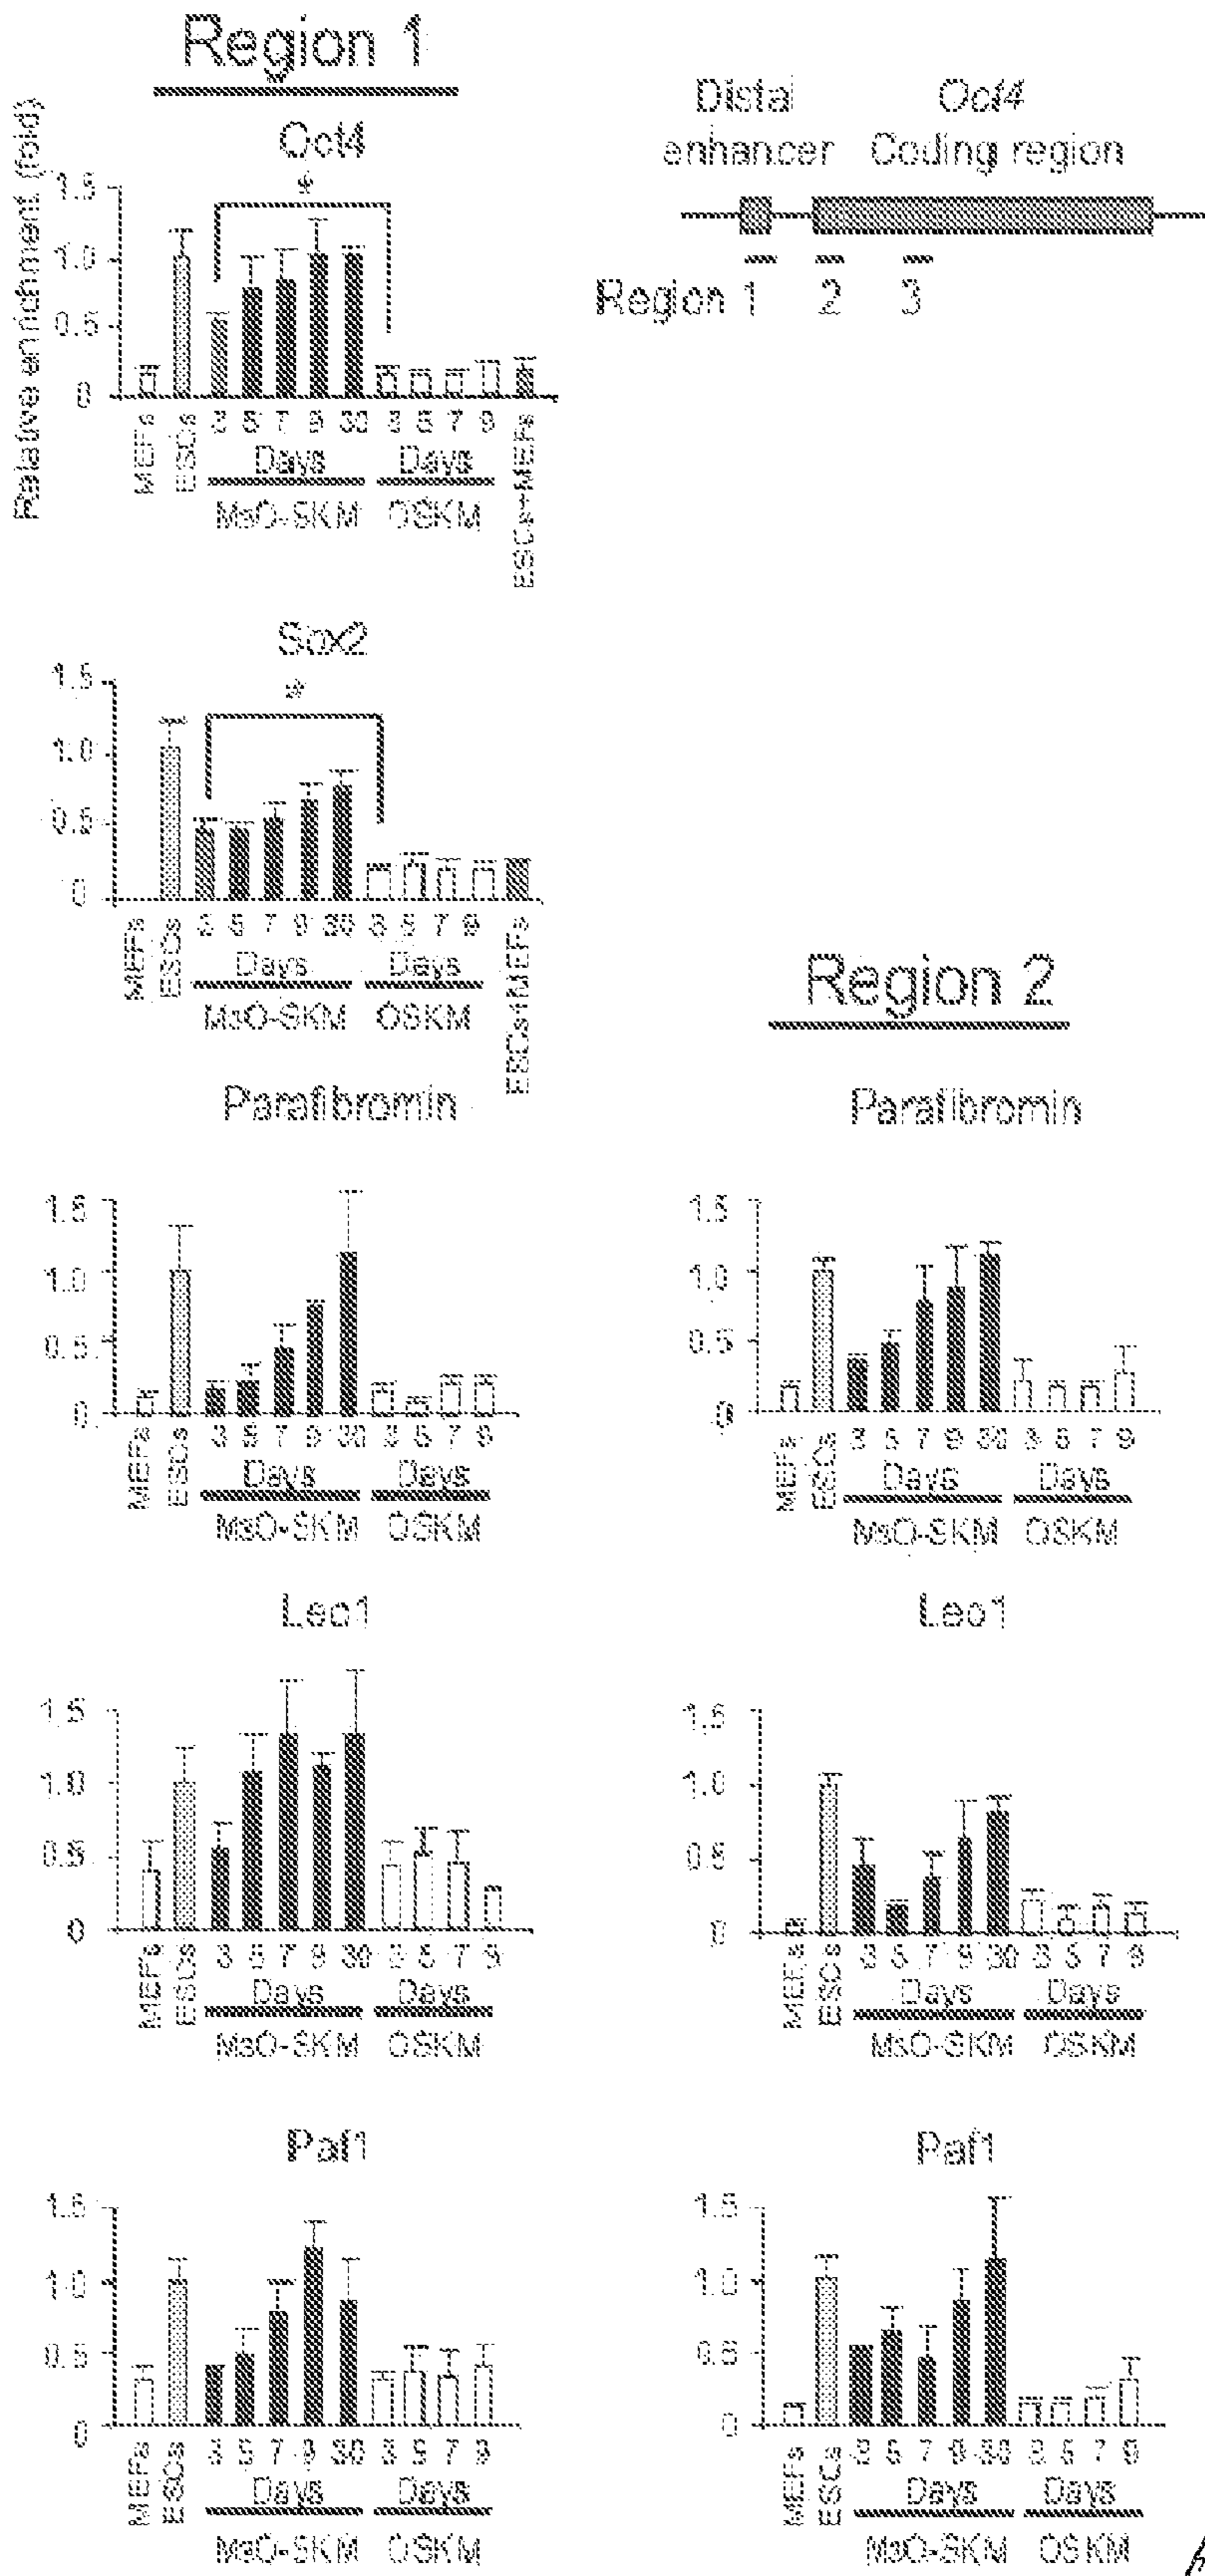 Region 1
Oct4
*
Relative enrichment (fold)
1.5
1.0
0.5
0
MEFs
ESCs
3 5 7 9 30 3 5 7 9
ESCs+MEFs
Days Days
M3O-SKM OSKM
Distal enhancer
Oct4 Coding region
Region 1 2 3
Sox2
*
1.5
1.0
0.5
0
MEFs
ESCs
3 5 7 9 30 3 5 7 9
ESCs+MEFs
Days Days
M3O-SKM OSKM
Parafibromin
1.5
1.0
0.5
0
MEFs
ESCs
3 5 7 9 30 3 5 7 9
Days Days
M3O-SKM OSKM
Leo1
1.5
1.0
0.5
0
MEFs
ESCs
3 5 7 9 30 3 5 7 9
Days Days
M3O-SKM OSKM
Paf1
1.5
1.0
0.5
0
MEFs
ESCs
3 5 7 9 30 3 5 7 9
Days Days
M3O-SKM OSKM
Region 2
Parafibromin
1.5
1.0
0.5
0
MEFs
ESCs
3 5 7 9 30 3 5 7 9
Days Days
M3O-SKM OSKM
Leo1
1.5
1.0
0.5
0
MEFs
ESCs
3 5 7 9 30 3 5 7 9
Days Days
M3O-SKM OSKM
Paf1
1.5
1.0
0.5
0
MEFs
ESCs
3 5 7 9 30 3 5 7 9
Days Days
M3O-SKM OSKM